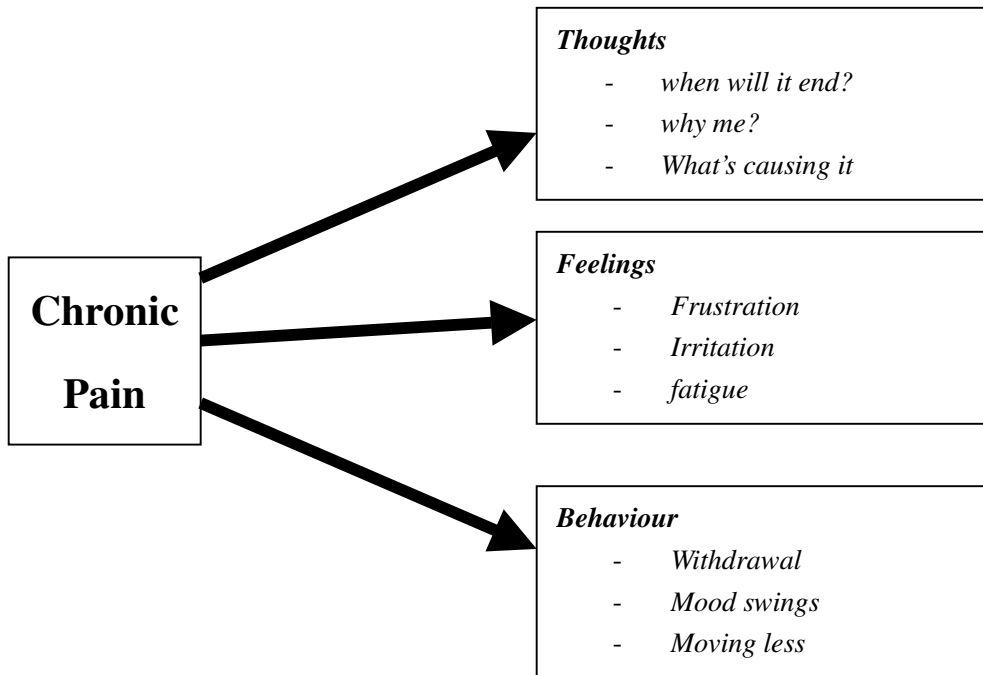 Chronic
Pain
Thoughts
- when will it end?
- why me?
- What's causing it
Feelings
- Frustration
- Irritation
- fatigue
Behaviour
- Withdrawal
- Mood swings
- Moving less